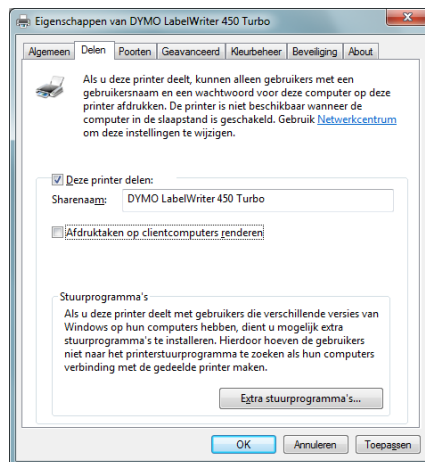 Eigenschappen van DYMO LabelWriter 450 Turbo
Algemeen Delen Poorten Geavanceerd Kleurbeheer Beveiliging About
Als u deze printer deelt, kunnen alleen gebruikers met een
gebruikersnaam en een wachtwoord voor deze computer op deze
printer afdrukken. De printer is niet beschikbaar wanneer de
computer in de slaapstand is geschakeld. Gebruik Netwerkcentrum
om deze instellingen te wijzigen.
Deze printer delen:
Sharenaam: DYMO LabelWriter 450 Turbo
Afdruktaken op clientcomputers renderen
Stuurprogramma's
Als u deze printer deelt met gebruikers die verschillende versies van
Windows op hun computers hebben, dient u mogelijk extra
stuurprogramma's te installeren. Hierdoor hoeven de gebruikers
niet naar het printerstuurprogramma te zoeken als hun computers
verbinding met de gedeelde printer maken.
Extra stuurprogramma's...
OK Annuleren Toepassen